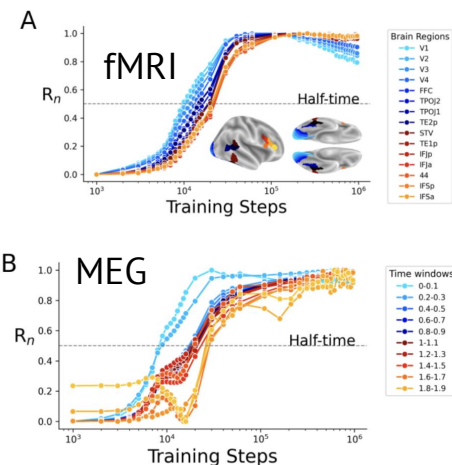 A
fMRI
Rn
1.0
0.8
0.6
0.4
0.2
0.0
Half-time
10³
10⁴
10⁵
10⁶
Training Steps
Brain Regions
V1
V2
V3
V4
FFC
TPOJ2
TPOJ1
TE2p
STV
TE1p
IFJp
IFJa
44
IFSp
IFSa
B
MEG
Rn
1.0
0.8
0.6
0.4
0.2
0.0
Half-time
10³
10⁴
10⁵
10⁶
Training Steps
Time windows
0-0.1
0.2-0.3
0.4-0.5
0.6-0.7
0.8-0.9
1-1.1
1.2-1.3
1.4-1.5
1.6-1.7
1.8-1.9